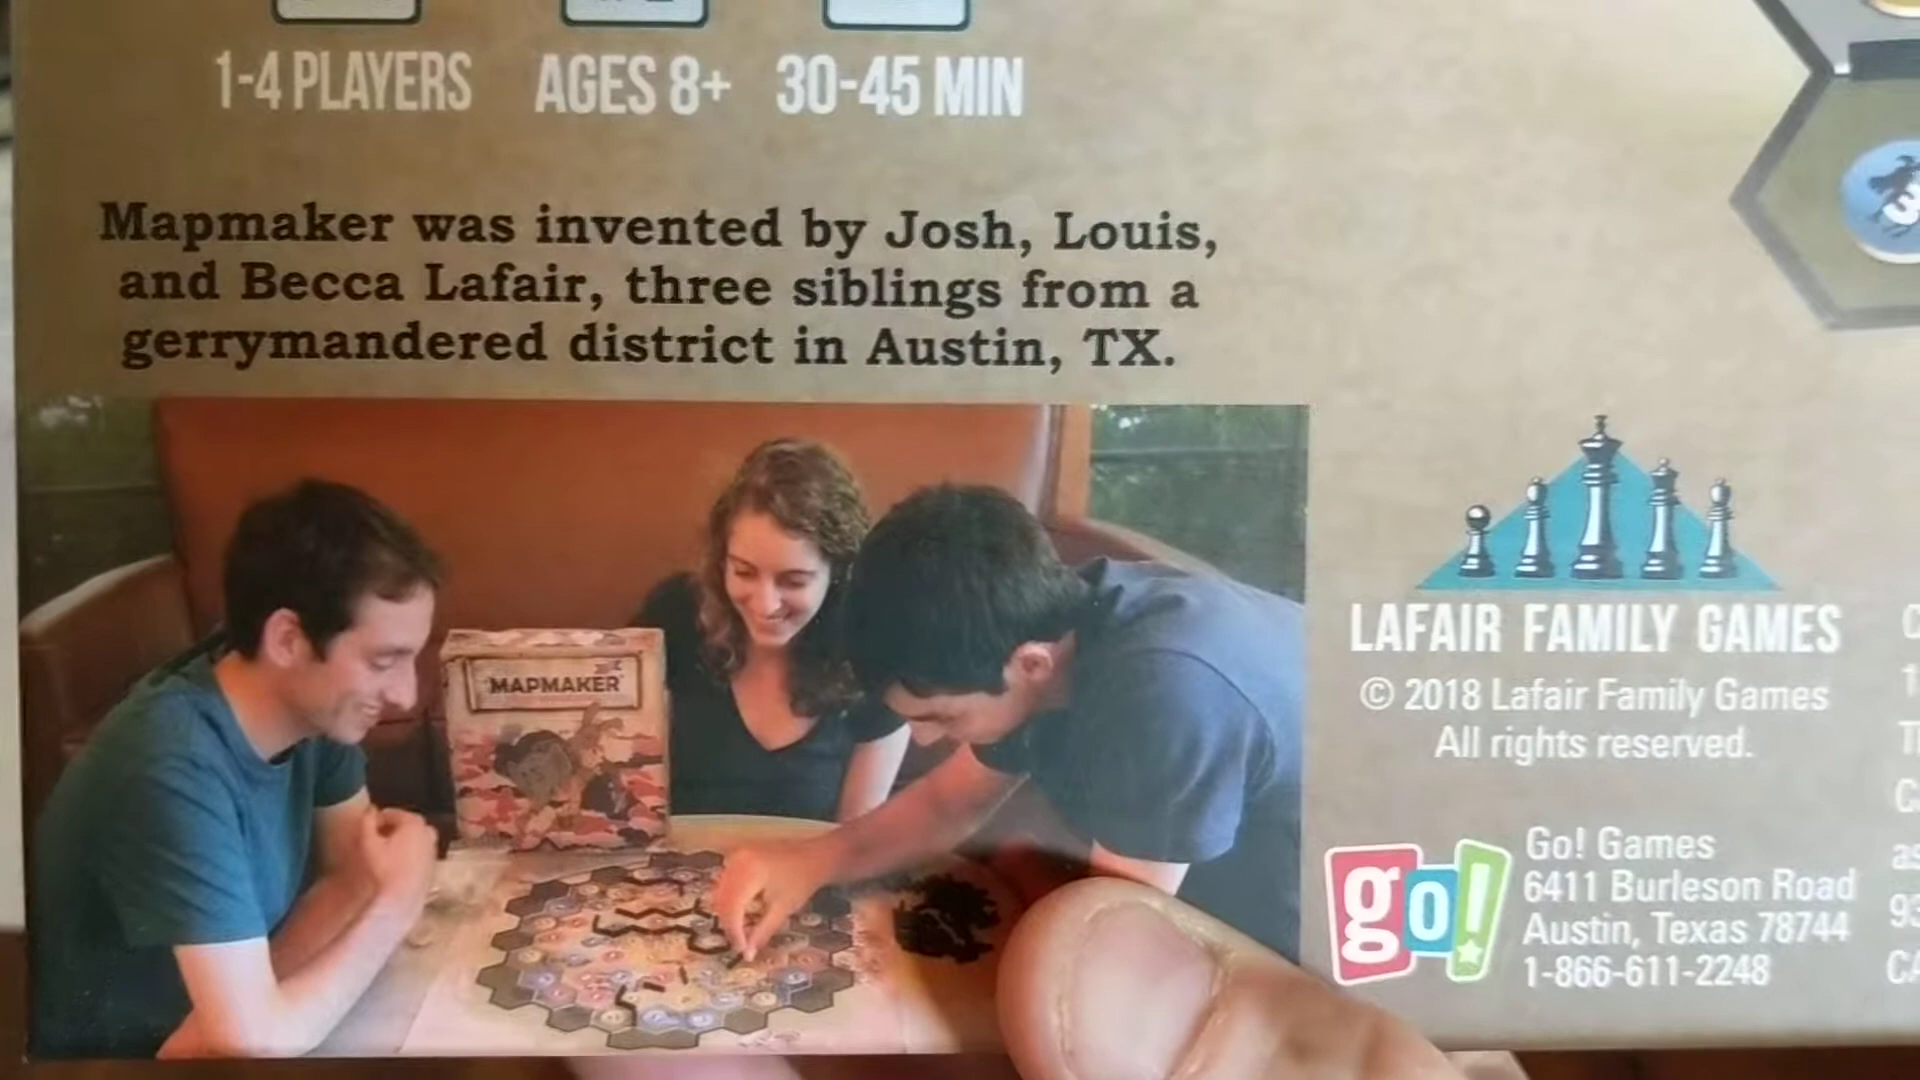 1-4 PLAYERS AGES 8+ 30-45 MIN
Mapmaker was invented by Josh, Louis,
and Becca Lafair, three siblings from a
gerrymandered district in Austin, TX.
MAPMAKER
LAFAIR FAMILY GAMES
© 2018 Lafair Family Games
All rights reserved.
go!
Go! Games
6411 Burleson Road
Austin, Texas 78744
1-866-611-2248
3